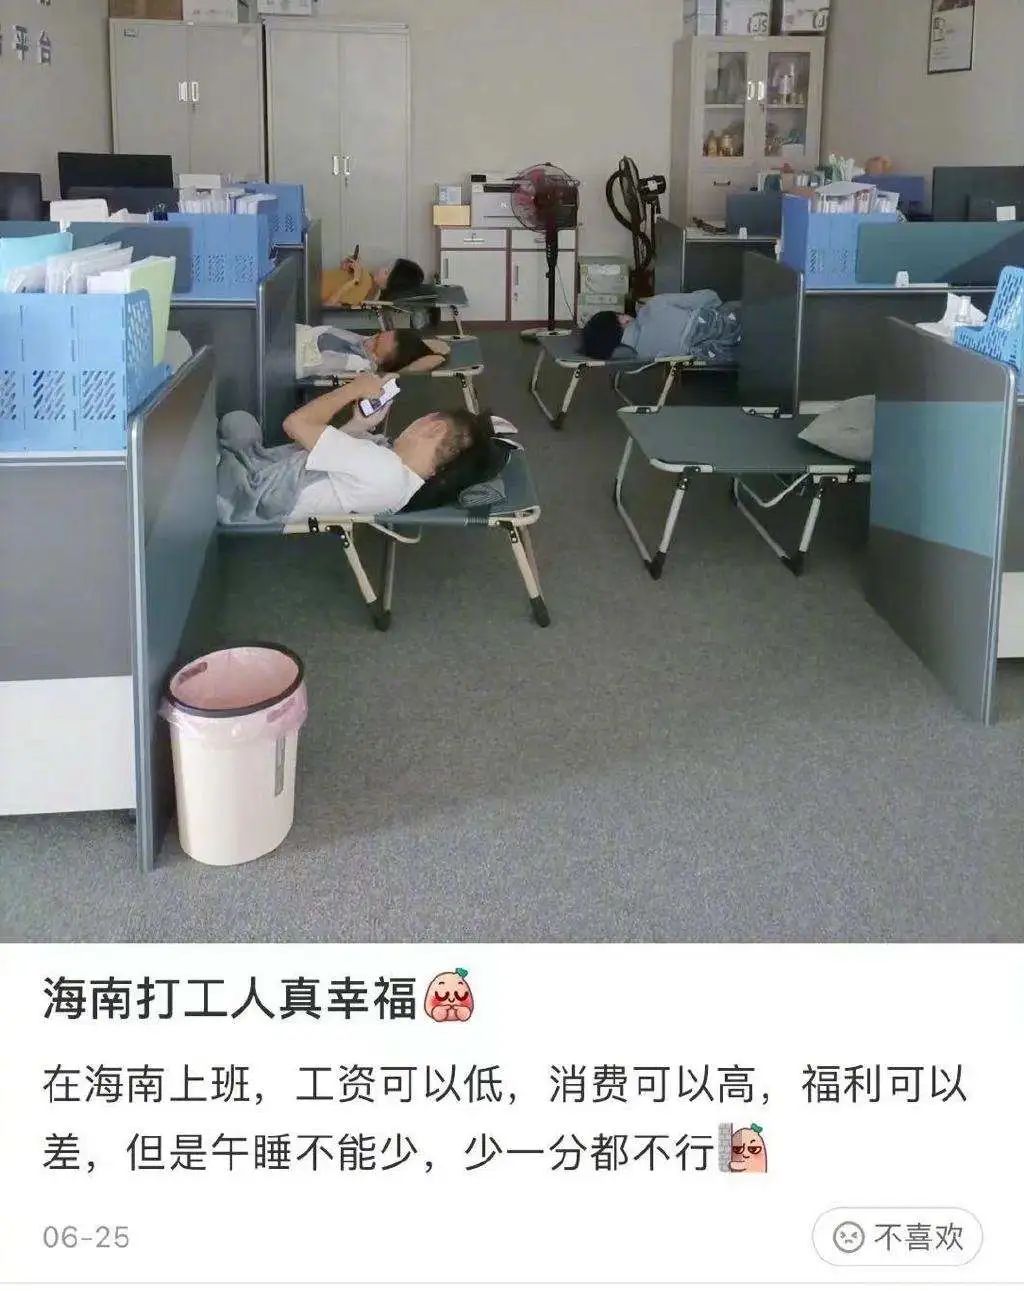 平台
海南打工人真幸福
在海南上班，工资可以低，消费可以高，福利可以
差，但是午睡不能少，少一分都不行
06-25
不喜欢